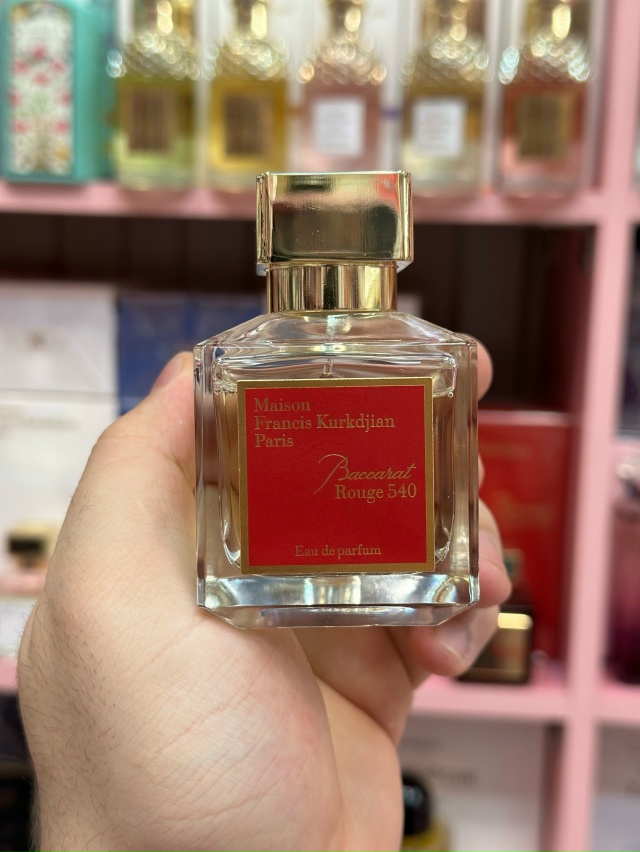 Maison
Francis Kurkdjian
Paris
Baccarat
Rouge 540
Eau de parfum